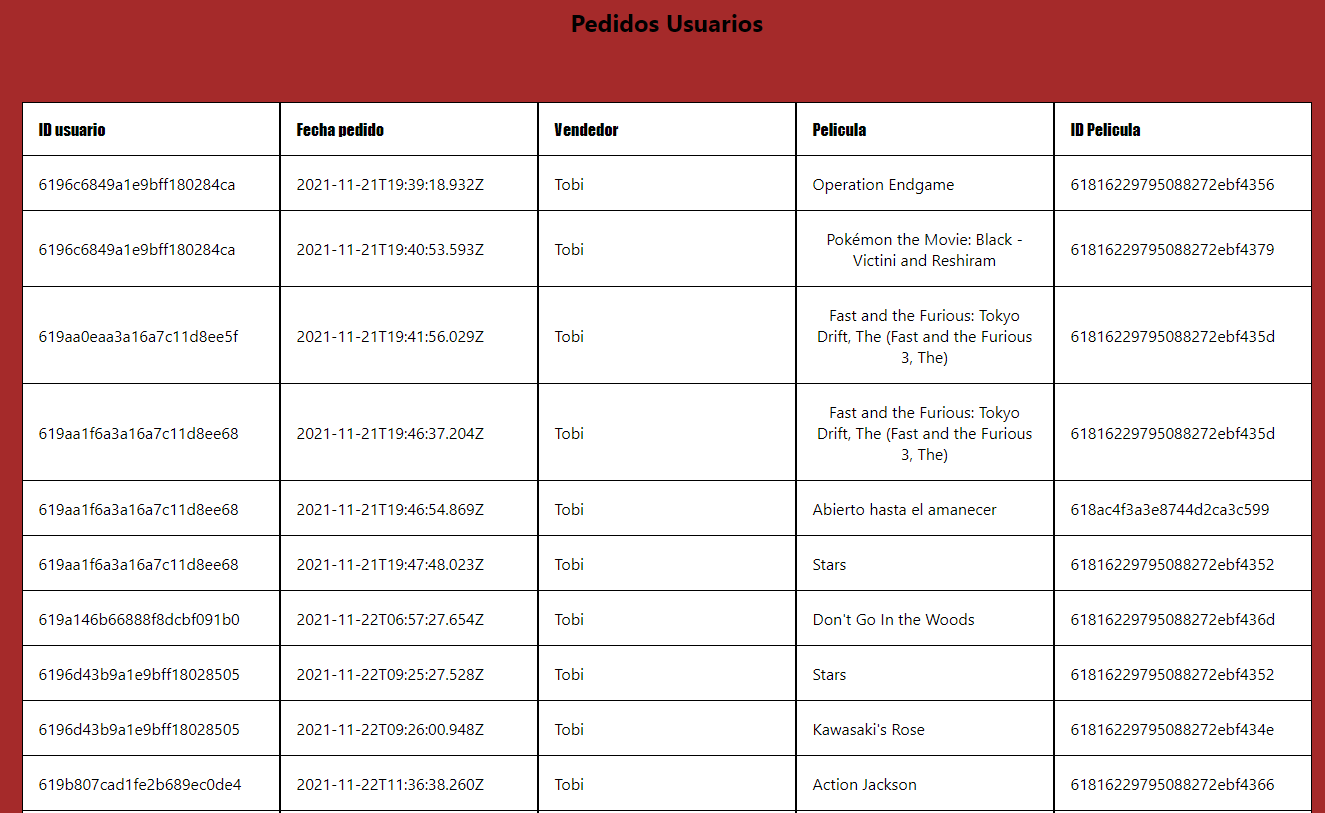 Pedidos Usuarios
ID usuario Fecha pedido Vendedor Pelicula ID Pelicula
6196c6849a1e9bff180284ca 2021-11-21T19:39:18.932Z Tobi Operation Endgame 61816229795088272ebf4356
6196c6849a1e9bff180284ca 2021-11-21T19:40:53.593Z Tobi Pokémon the Movie: Black -
Victini and Reshiram 61816229795088272ebf4379
619aa0eaa3a16a7c11d8ee5f 2021-11-21T19:41:56.029Z Tobi Fast and the Furious: Tokyo
Drift, The (Fast and the Furious
3, The) 61816229795088272ebf435d
619aa1f6a3a16a7c11d8ee68 2021-11-21T19:46:37.204Z Tobi Fast and the Furious: Tokyo
Drift, The (Fast and the Furious
3, The) 61816229795088272ebf435d
619aa1f6a3a16a7c11d8ee68 2021-11-21T19:46:54.869Z Tobi Abierto hasta el amanecer 618ac4f3a3e8744d2ca3c599
619aa1f6a3a16a7c11d8ee68 2021-11-21T19:47:48.023Z Tobi Stars 61816229795088272ebf4352
619a146b66888f8dcbf091b0 2021-11-22T06:57:27.654Z Tobi Don't Go In the Woods 61816229795088272ebf436d
6196d43b9a1e9bff18028505 2021-11-22T09:25:27.528Z Tobi Stars 61816229795088272ebf4352
6196d43b9a1e9bff18028505 2021-11-22T09:26:00.948Z Tobi Kawasaki's Rose 61816229795088272ebf434e
619b807cad1fe2b689ec0de4 2021-11-22T11:36:38.260Z Tobi Action Jackson 61816229795088272ebf4366